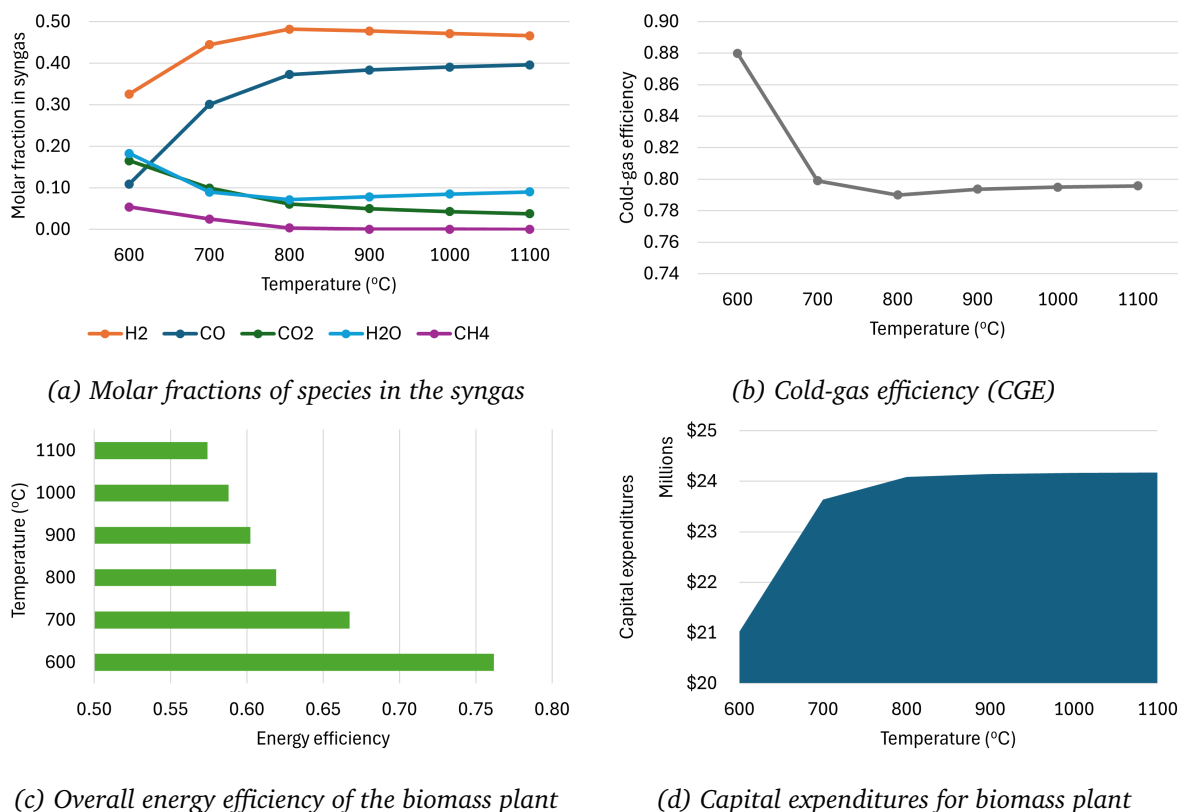 Molar fraction in syngas
0.50
0.40
0.30
0.20
0.10
0.00
600 700 800 900 1000 1100
Temperature (ºC)
H2 CO CO2 H2O CH4
(a) Molar fractions of species in the syngas
Cold-gas efficiency
0.90
0.88
0.86
0.84
0.82
0.80
0.78
0.76
0.74
600 700 800 900 1000 1100
Temperature (ºC)
(b) Cold-gas efficiency (CGE)
Temperature (ºC)
1100
1000
900
800
700
600
0.50 0.55 0.60 0.65 0.70 0.75 0.80
Energy efficiency
(c) Overall energy efficiency of the biomass plant
Capital expenditures
Millions
$25
$24
$23
$22
$21
$20
600 700 800 900 1000 1100
Temperature (ºC)
(d) Capital expenditures for biomass plant